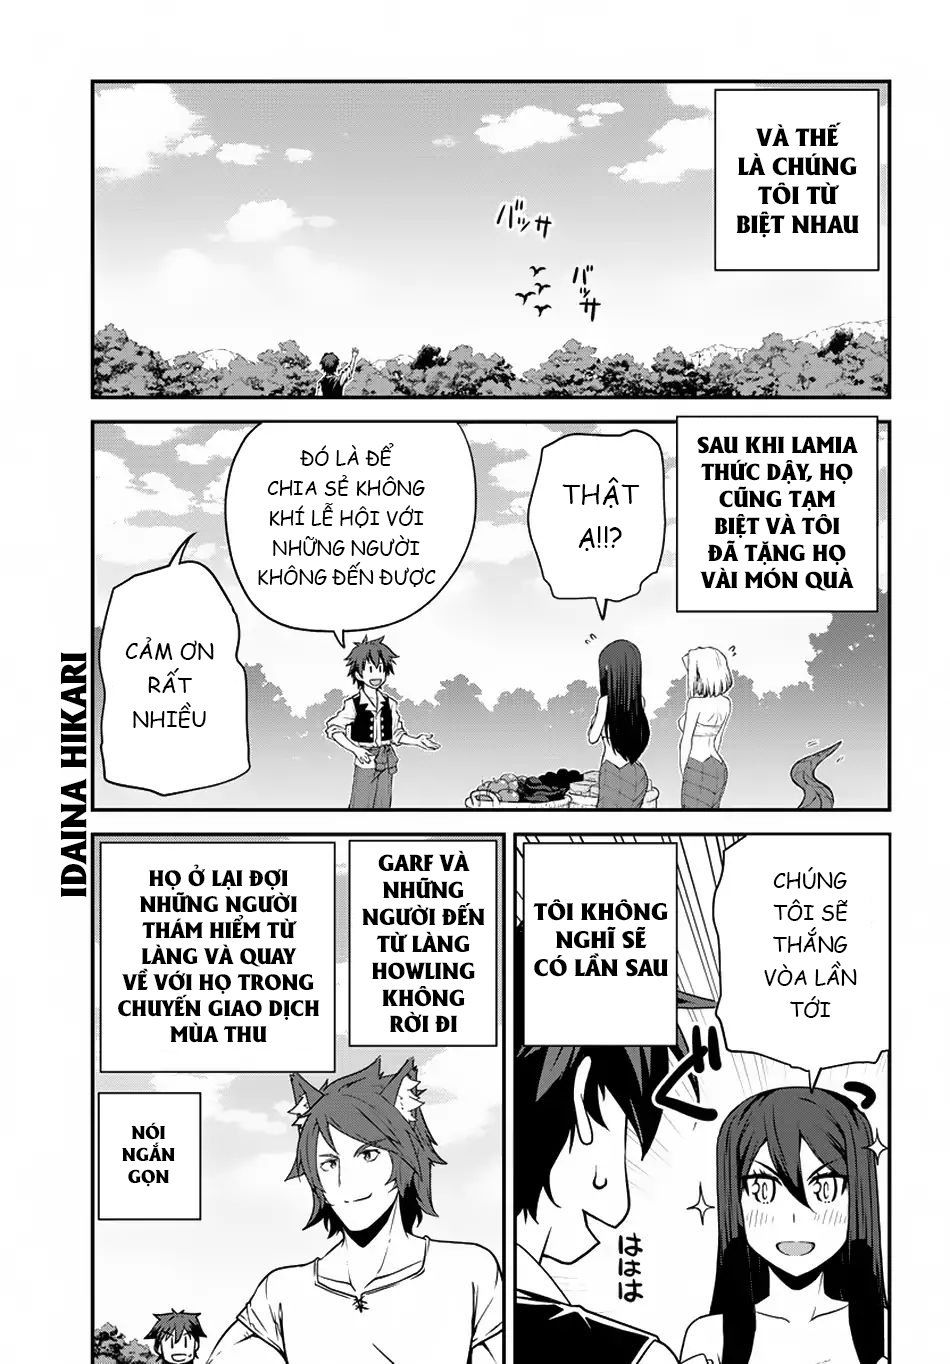 VÀ THẾ
LÀ CHÚNG
TÔI TỪ
BIỆT NHAU
バッサ
バッサ
SAU KHI LAMIA
THỨC DẬY, HỌ
CŨNG TẠM
BIỆT VÀ TÔI
ĐÃ TẶNG HỌ
VÀI MÓN QUÀ
THẬT
Ạ!!?
ĐÓ LÀ ĐỂ
CHIA SẺ KHÔNG
KHÍ LỄ HỘI VỚI
NHỮNG NGƯỜI
KHÔNG ĐẾN ĐƯỢC
CẢM ƠN
RẤT
NHIỀU
IDAINA HIKARI
CHÚNG
TÔI SẼ
THẮNG
VÒA LẦN
TỚI
TÔI KHÔNG
NGHĨ SẼ
CÓ LẦN SAU
ははは
GARF VÀ
NHỮNG
NGƯỜI ĐẾN
TỪ LÀNG
HOWLING
KHÔNG
RỜI ĐI
HỌ Ở LẠI ĐỢI
NHỮNG NGƯỜI
THÁM HIỂM TỪ
LÀNG VÀ QUAY
VỀ VỚI HỌ TRONG
CHUYẾN GIAO DỊCH
MÙA THU
NÓI
NGẮN
GỌN